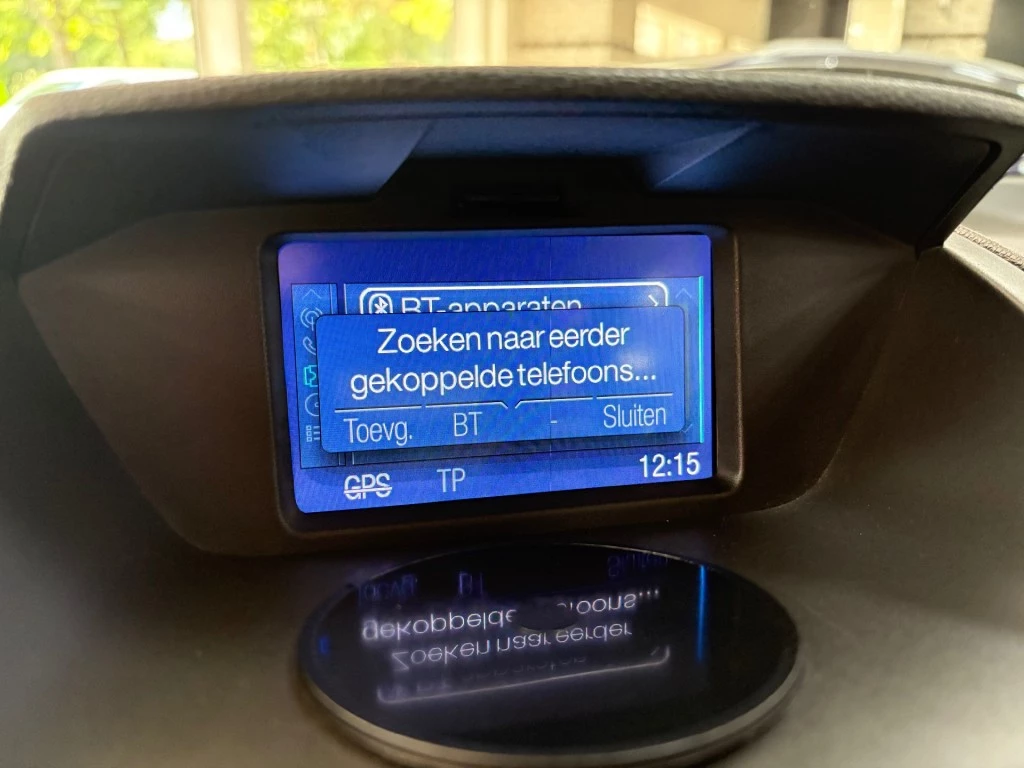 BT-apparaten
Zoeken naar eerder
gekoppelde telefoons...
Toevg. BT - Sluiten
GPS TP 12:15